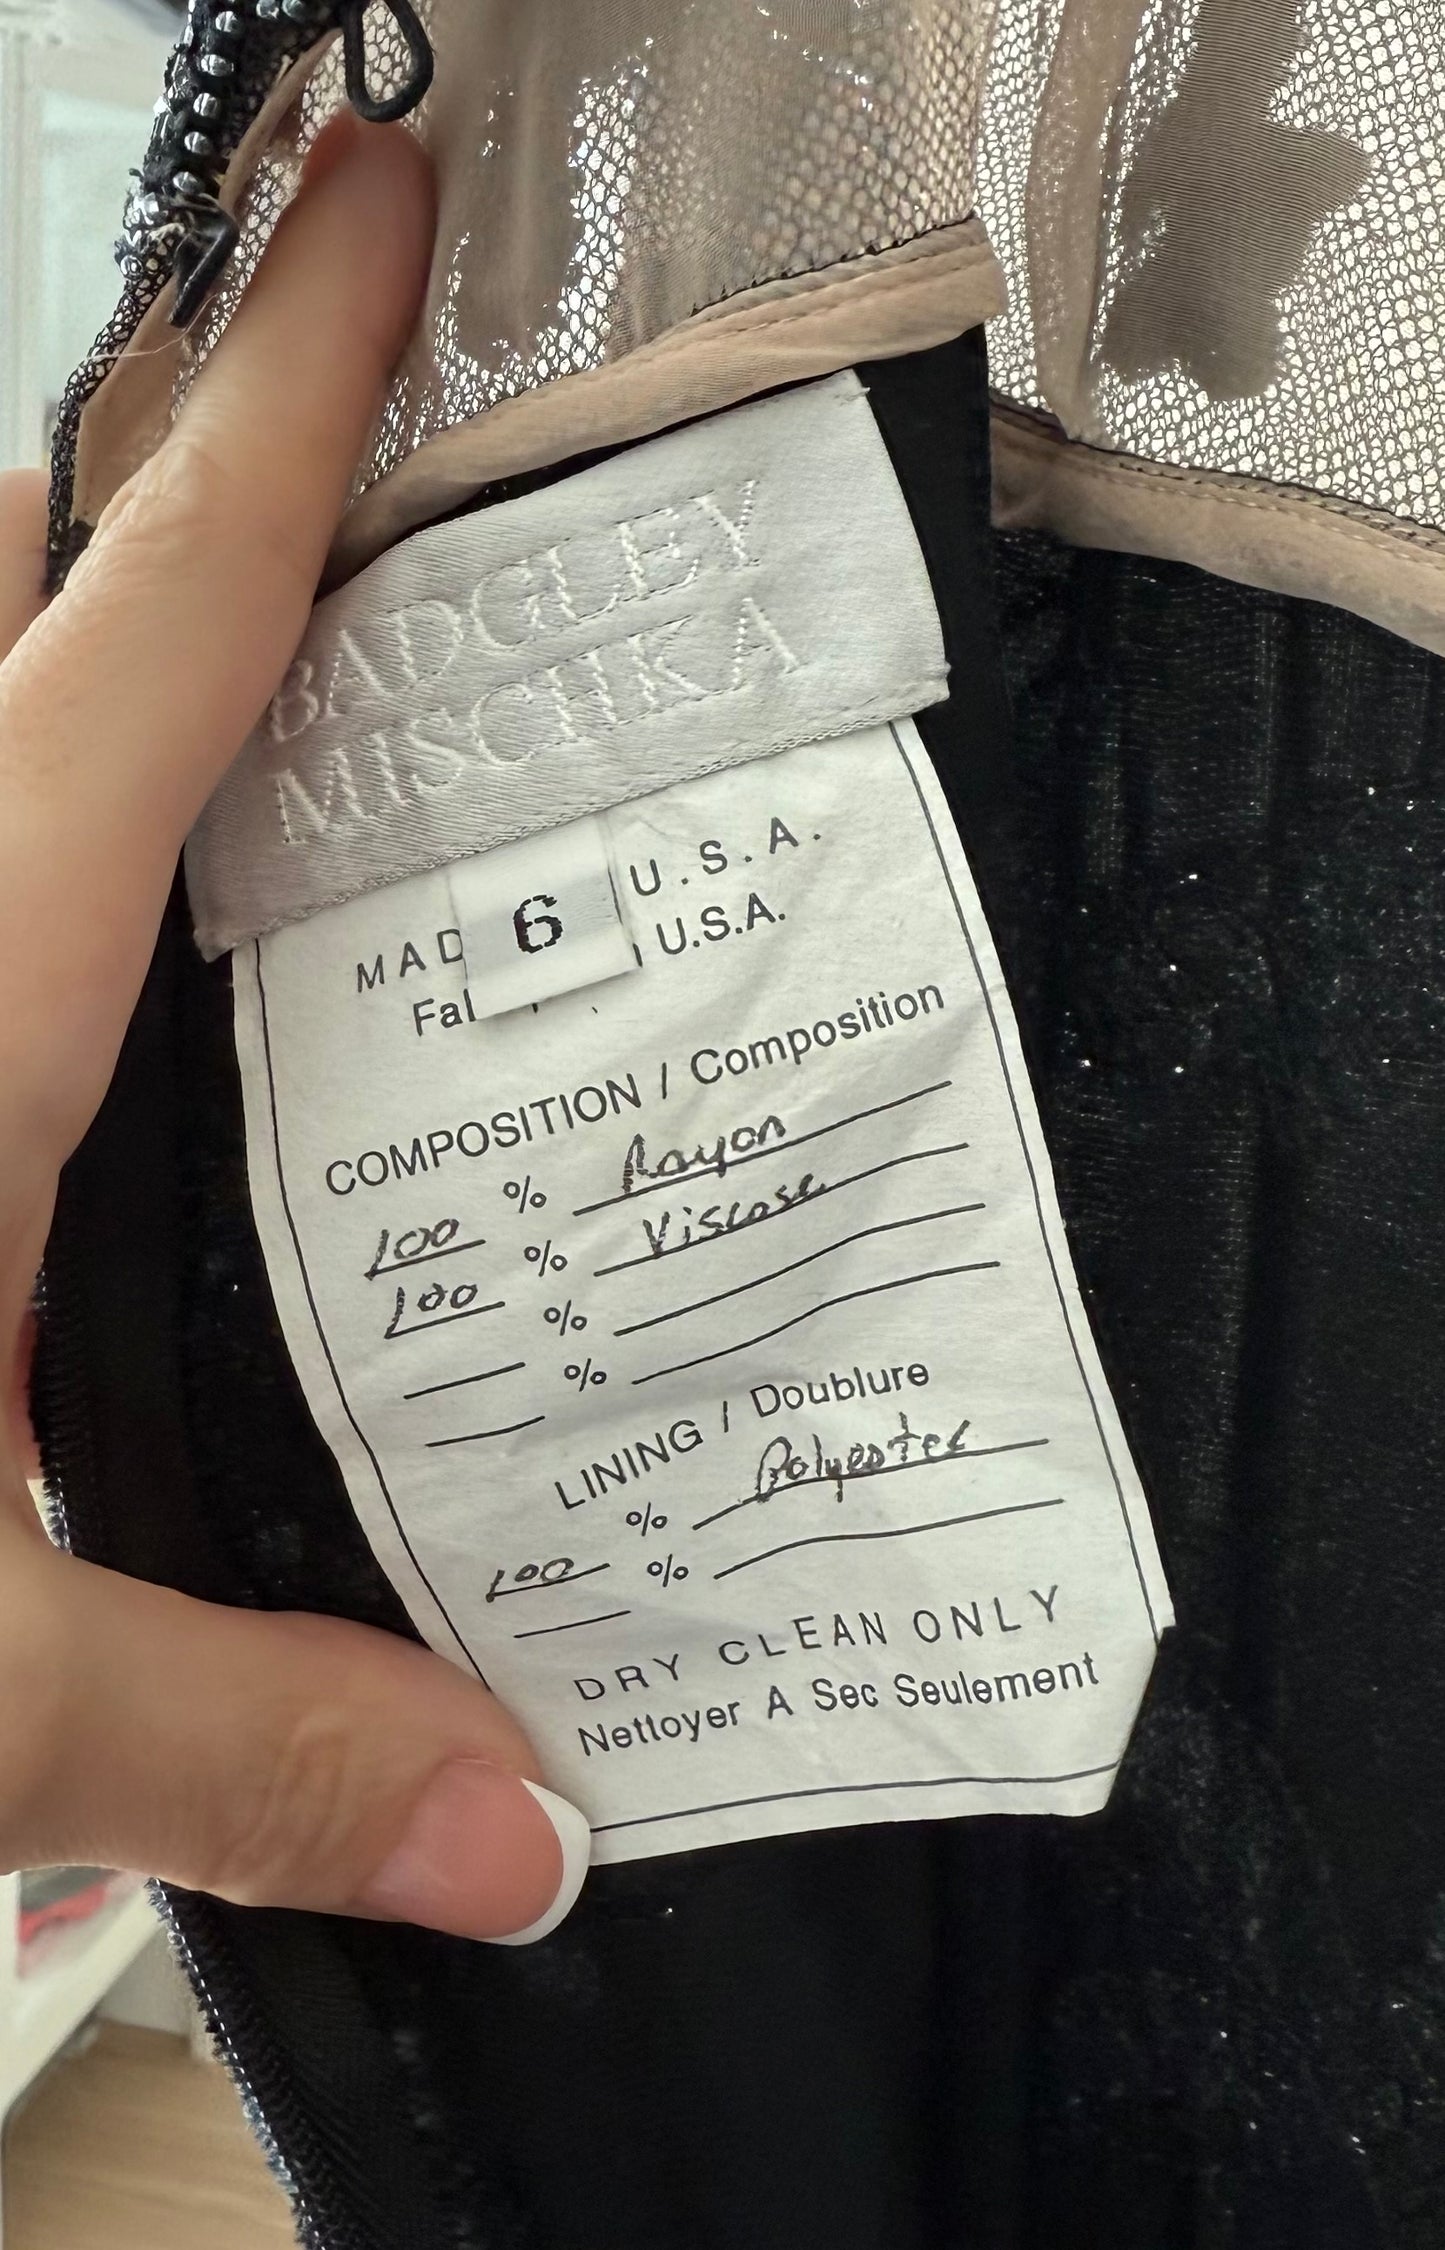 BADGLEY
MISCHKA
6
MAD U.S.A.
Fal U.S.A.
COMPOSITION / Composition
100 % Rayon
100 % Viscose
%
%
LINING / Doublure
100 % Polyester
%
DRY CLEAN ONLY
Nettoyer A Sec Seulement